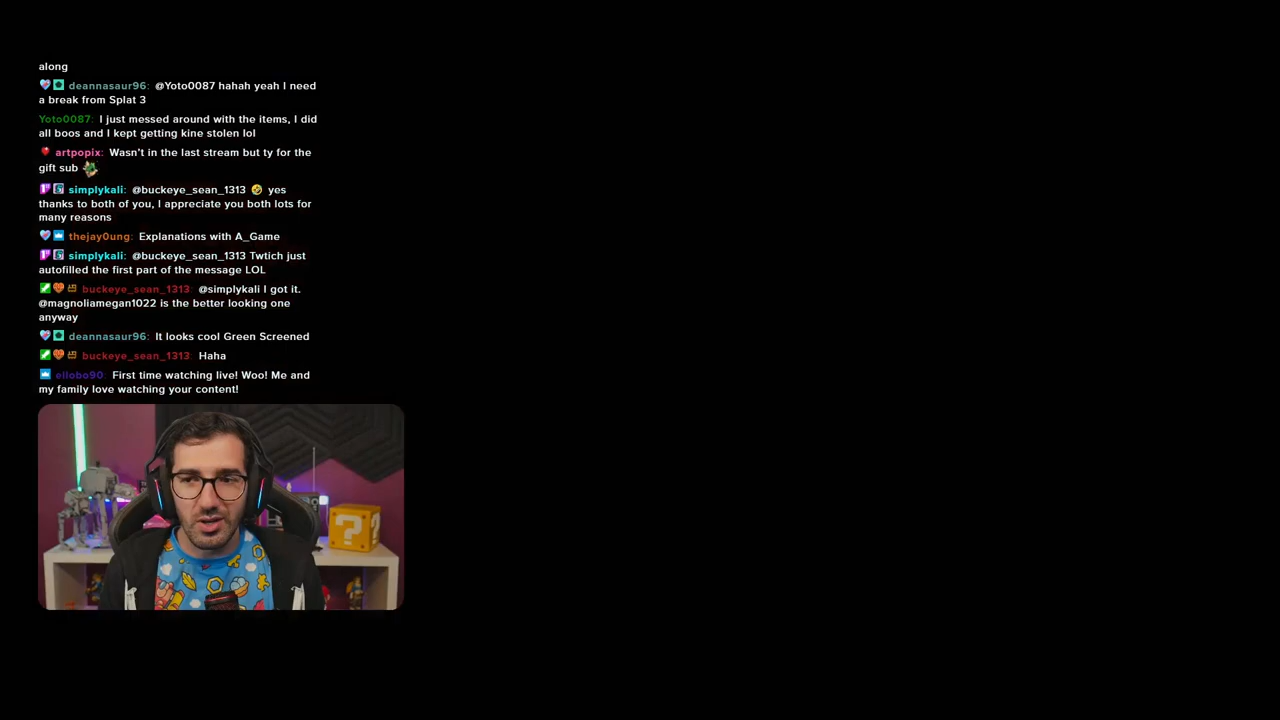 along
deannasaur96: @Yoto0087 hahah yeah I need
a break from Splat 3
Yoto0087: I just messed around with the items, I did
all boos and I kept getting kine stolen lol
artpopix: Wasn't in the last stream but ty for the
gift sub
simplykali: @buckeye_sean_1313 🤣 yes
thanks to both of you, I appreciate you both lots for
many reasons
thejay0ung: Explanations with A_Game
simplykali: @buckeye_sean_1313 Twtich just
autofilled the first part of the message LOL
buckeye_sean_1313: @simplykali I got it.
@magnoliamegan1022 is the better looking one
anyway
deannasaur96: It looks cool Green Screened
buckeye_sean_1313: Haha
ellobo90: First time watching live! Woo! Me and
my family love watching your content!
?